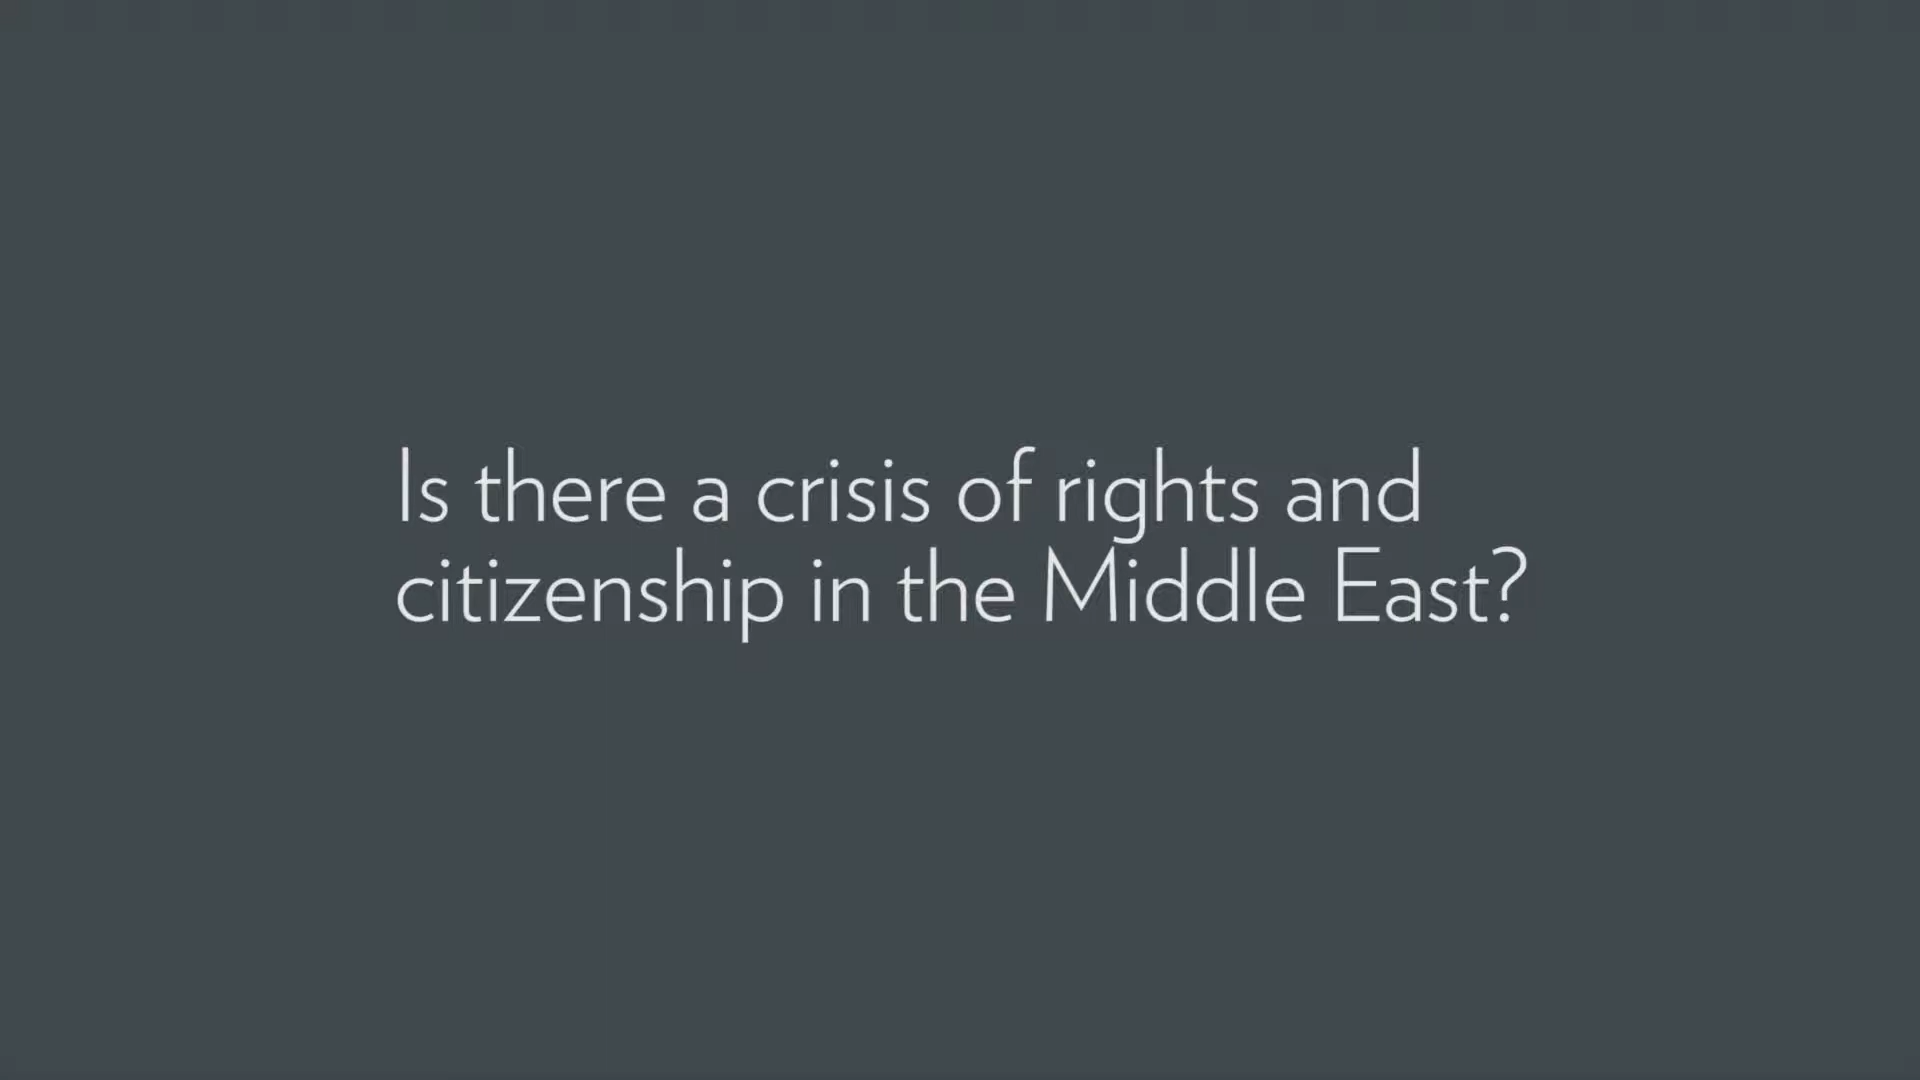 Is there a crisis of rights and
citizenship in the Middle East?